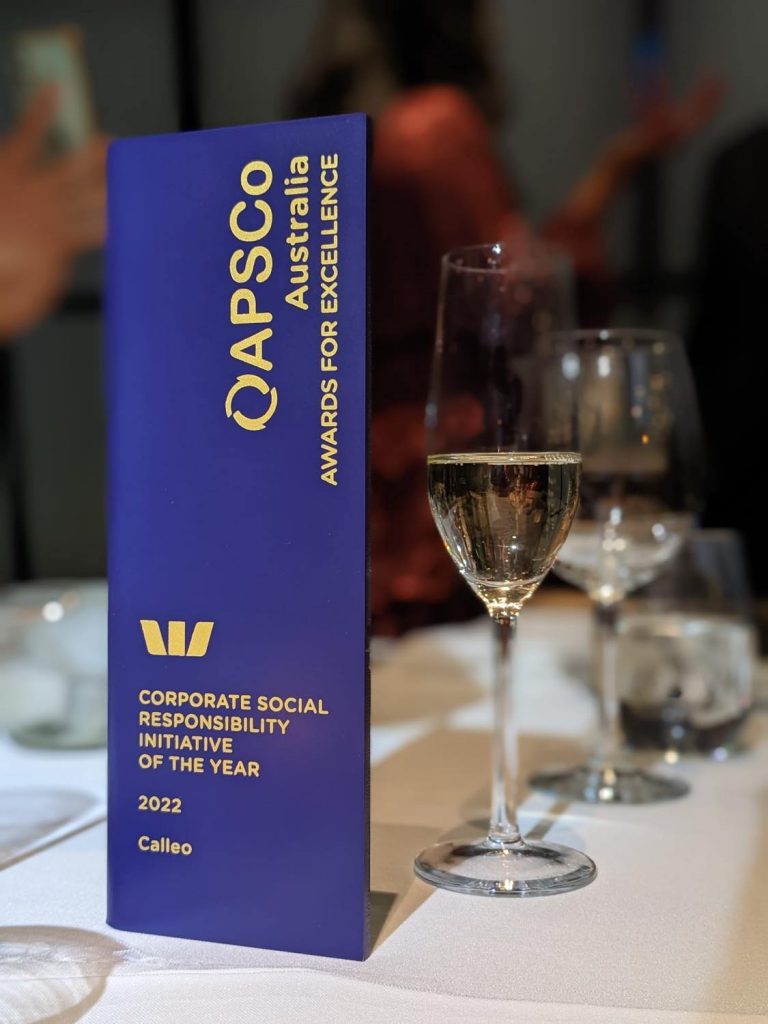 APSCo
Australia
AWARDS FOR EXCELLENCE
CORPORATE SOCIAL
RESPONSIBILITY
INITIATIVE
OF THE YEAR
2022
Calleo